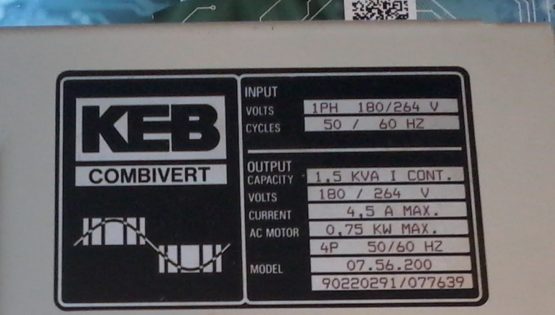 KEB
COMBIVERT
INPUT
VOLTS 1PH 180/264 V
CYCLES 50 / 60 HZ
OUTPUT
CAPACITY 1,5 KVA I CONT.
VOLTS 180 / 264 V
CURRENT 4,5 A MAX.
AC MOTOR 0,75 KW MAX.
4P 50/60 HZ
MODEL 07.56.200
90220291/077639